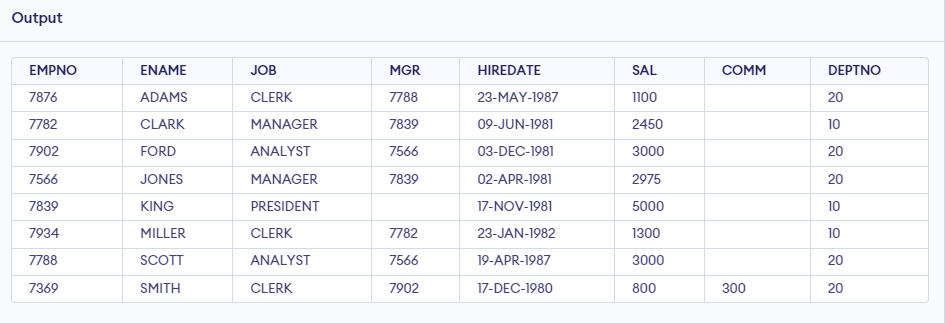 Output
EMPNO ENAME JOB MGR HIREDATE SAL COMM DEPTNO
7876 ADAMS CLERK 7788 23-MAY-1987 1100 20
7782 CLARK MANAGER 7839 09-JUN-1981 2450 10
7902 FORD ANALYST 7566 03-DEC-1981 3000 20
7566 JONES MANAGER 7839 02-APR-1981 2975 20
7839 KING PRESIDENT 17-NOV-1981 5000 10
7934 MILLER CLERK 7782 23-JAN-1982 1300 10
7788 SCOTT ANALYST 7566 19-APR-1987 3000 20
7369 SMITH CLERK 7902 17-DEC-1980 800 300 20